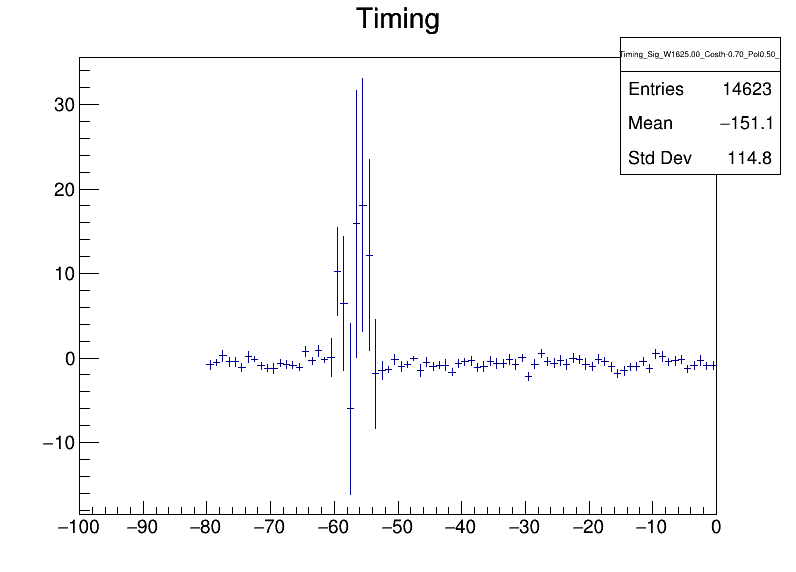 Timing
Timing_Sig_W1625.00_Costh-0.70_Pol0.50_
Entries 14623
Mean −151.1
Std Dev 114.8
30
20
10
0
−10
−100 −90 −80 −70 −60 −50 −40 −30 −20 −10 0